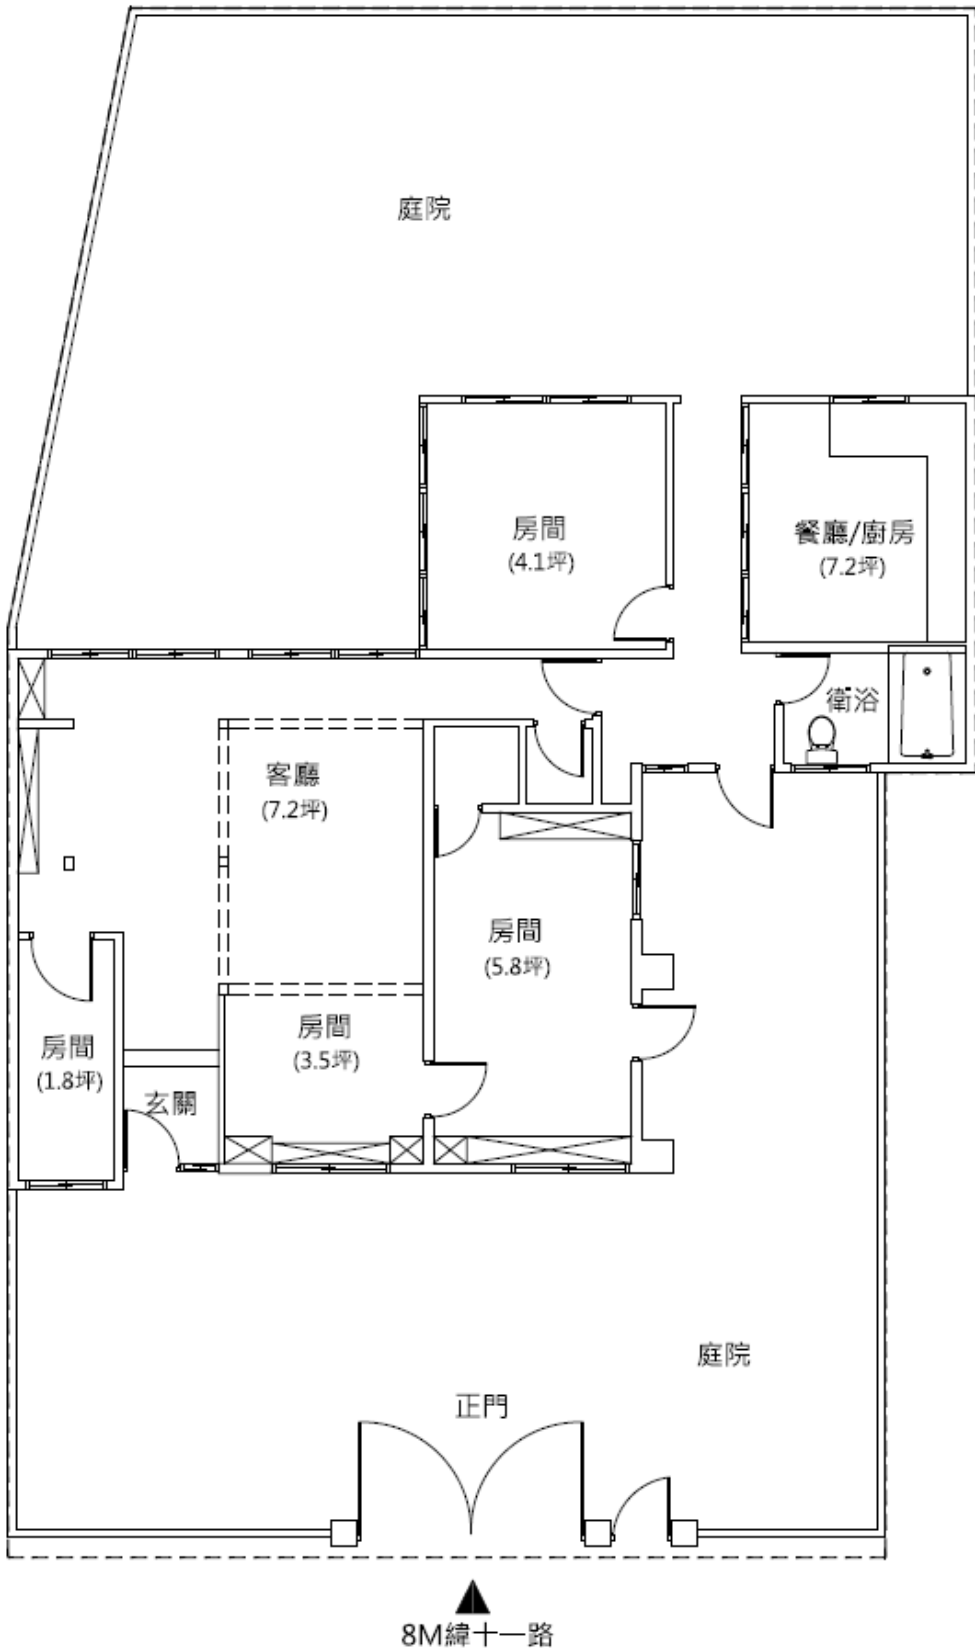 庭院
房間
(4.1坪)
餐廳/廚房
(7.2坪)
衛浴
客廳
(7.2坪)
房間
(5.8坪)
房間
(3.5坪)
房間
(1.8坪)
玄關
庭院
正門
8M緯十一路